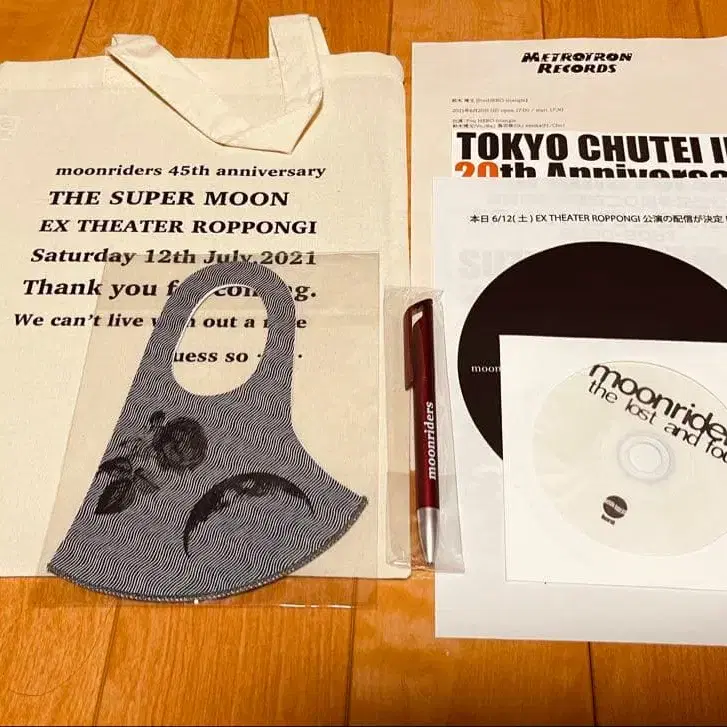 moonriders 45th anniversary
THE SUPER MOON
EX THEATER ROPPONGI
Saturday 12th July,2021
Thank you f coming.
We can't live out a
uess so · ·
moonriders
METROTRON
RECORDS
TOKYO CHUTEI
20th Anniversa
本日 6/12(土) EX THEATER ROPPONGI 公演の配信が決定!
moon
moonrider
the lost and fou